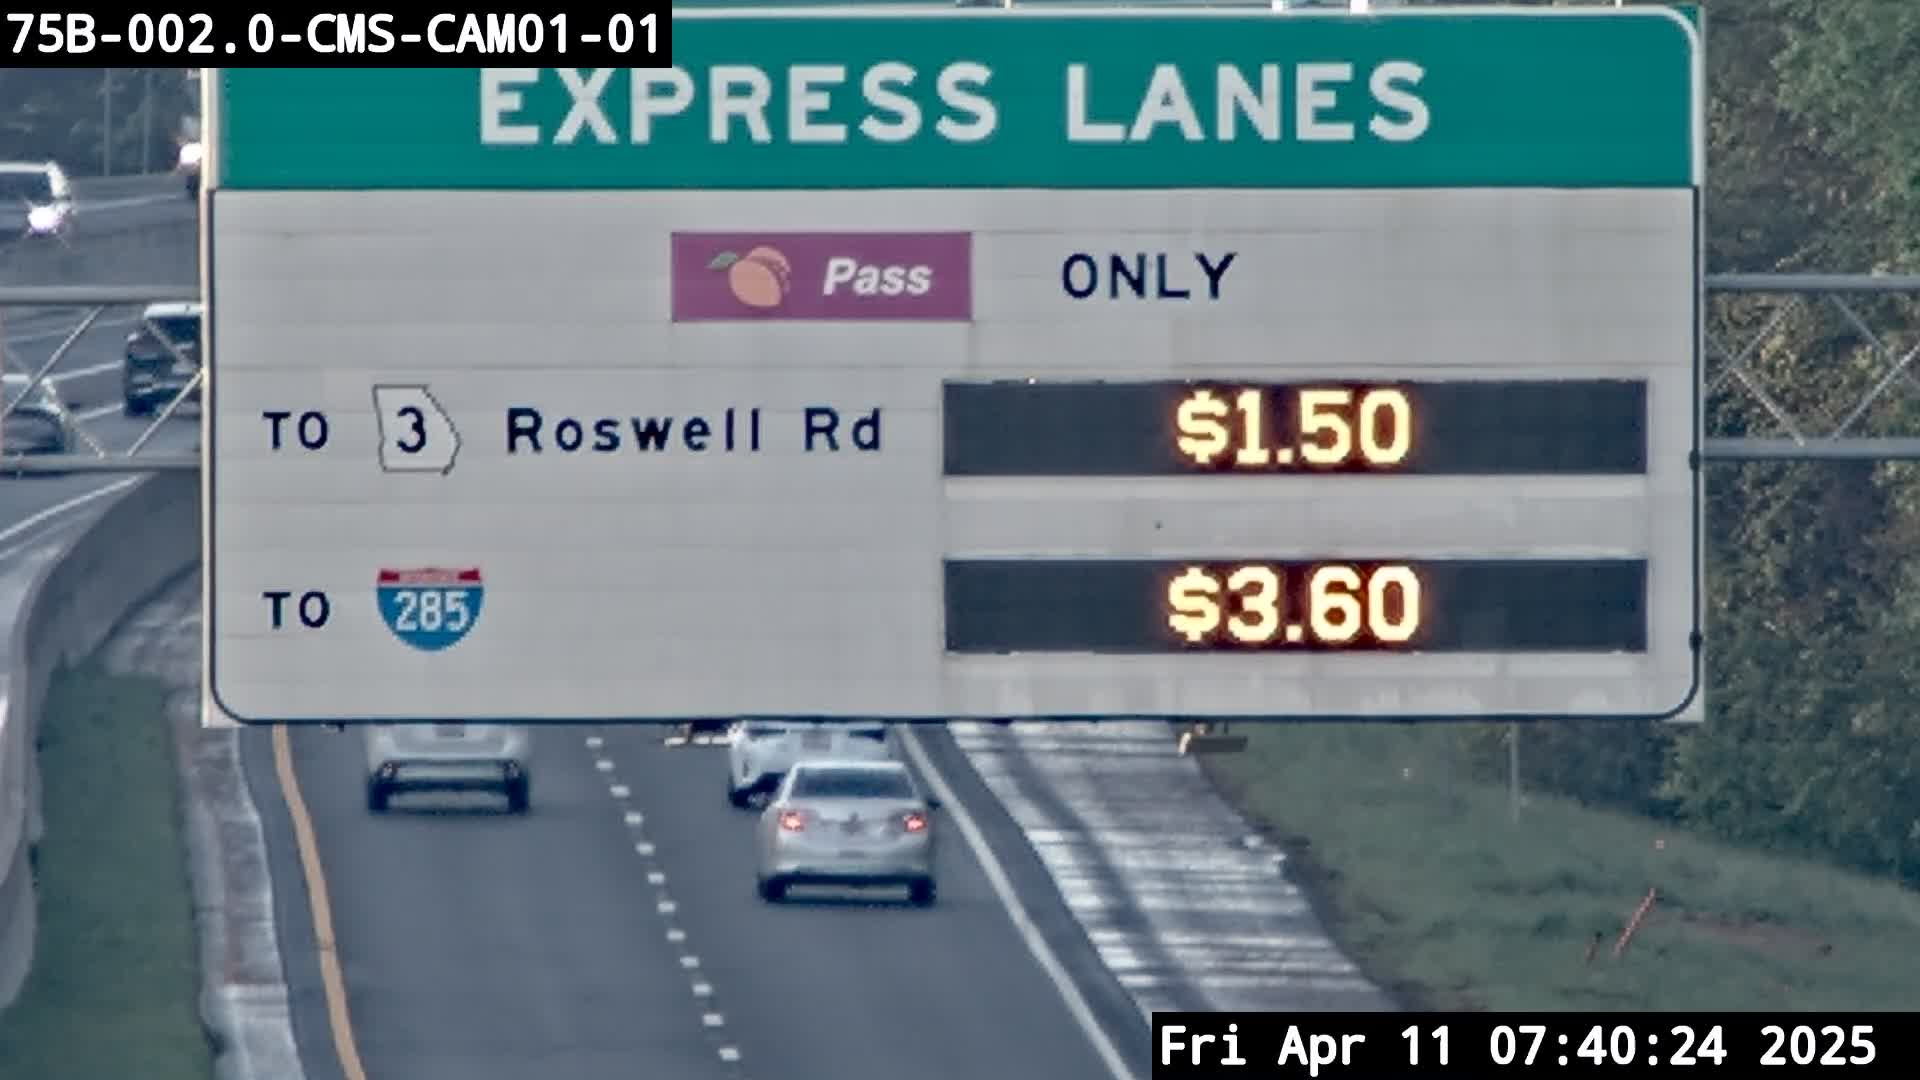 75B-002.0-CMS-CAM01-01
EXPRESS LANES
Pass ONLY
TO 3 Roswell Rd $1.50
TO 285 $3.60
Fri Apr 11 07:40:24 2025